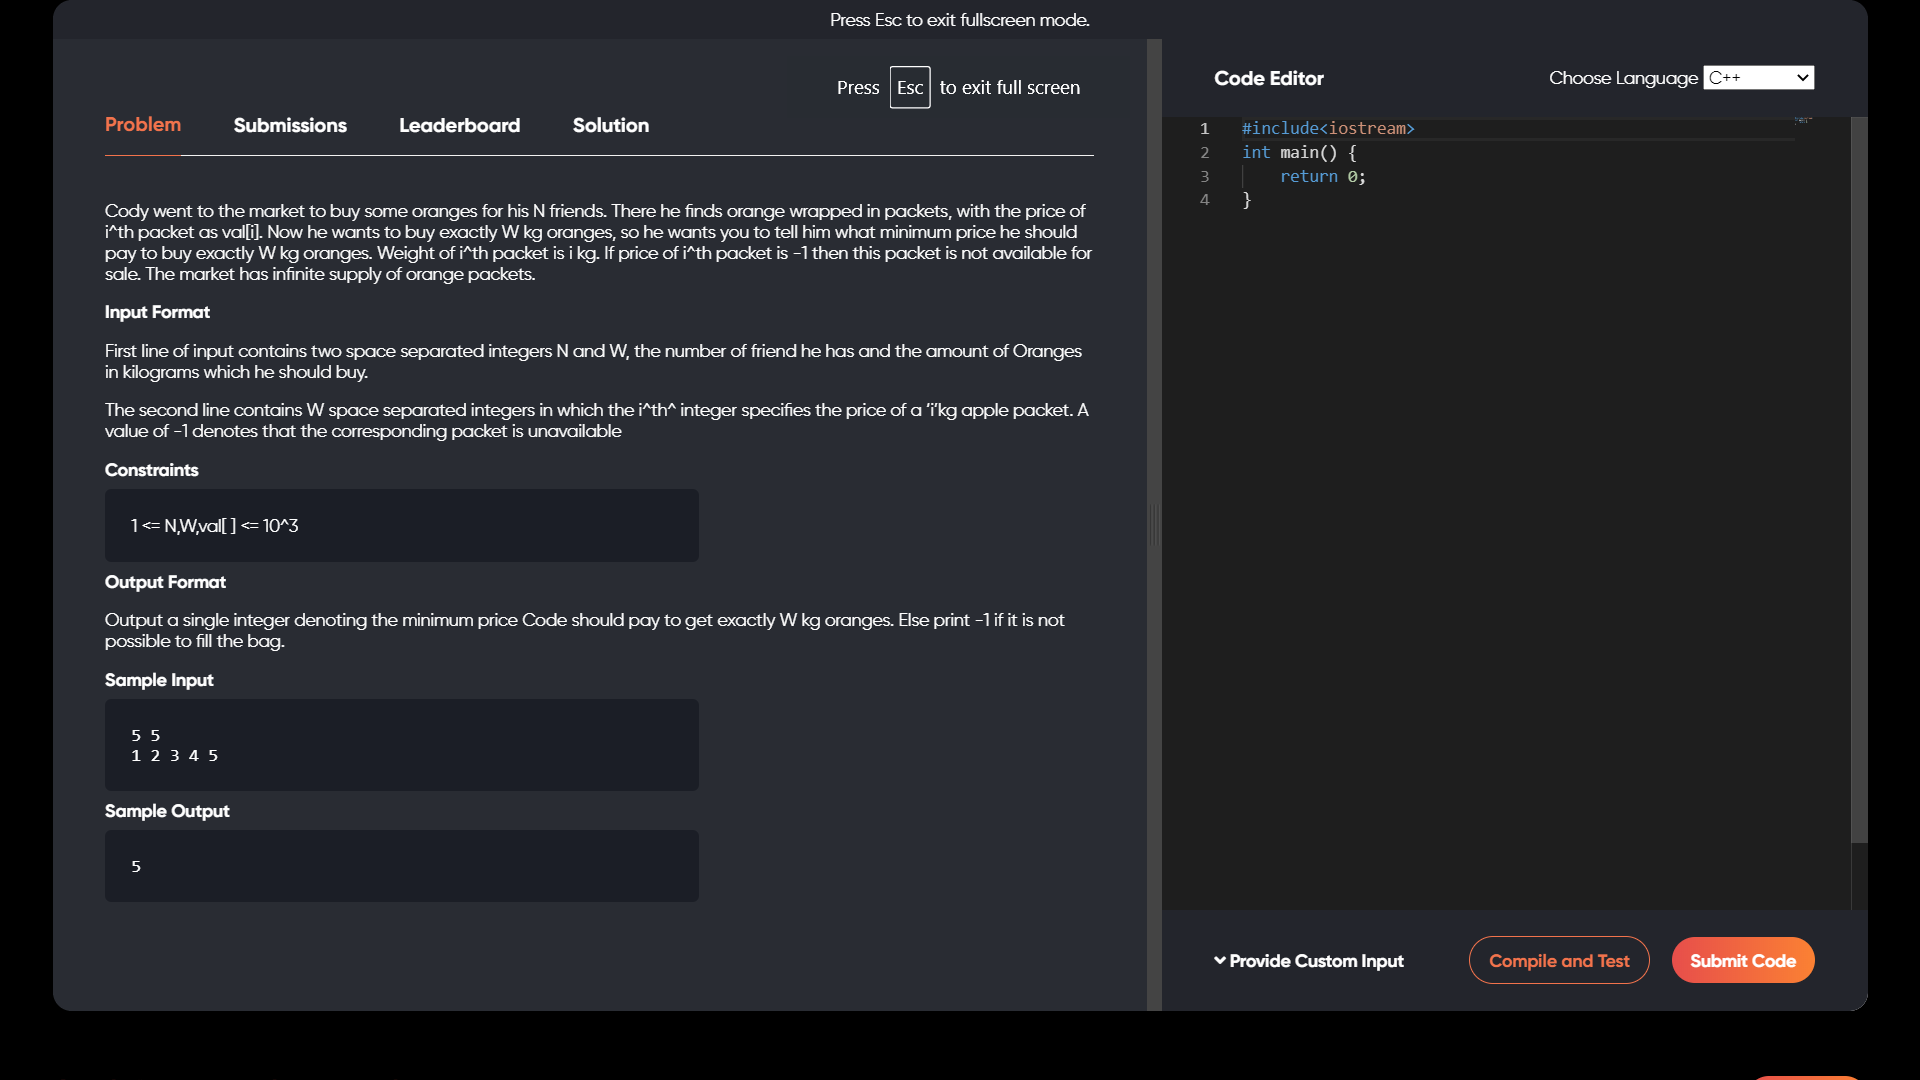 Press Esc to exit fullscreen mode.
Press Esc to exit full screen
Problem Submissions Leaderboard Solution
Cody went to the market to buy some oranges for his N friends. There he finds orange wrapped in packets, with the price of
i^th packet as val[i]. Now he wants to buy exactly W kg oranges, so he wants you to tell him what minimum price he should
pay to buy exactly W kg oranges. Weight of i^th packet is i kg. If price of i^th packet is -1 then this packet is not available for
sale. The market has infinite supply of orange packets.
Input Format
First line of input contains two space separated integers N and W, the number of friend he has and the amount of Oranges
in kilograms which he should buy.
The second line contains W space separated integers in which the i^th^ integer specifies the price of a ‘i’kg apple packet. A
value of -1 denotes that the corresponding packet is unavailable
Constraints
1 <= N,W,val[ ] <= 10^3
Output Format
Output a single integer denoting the minimum price Code should pay to get exactly W kg oranges. Else print -1 if it is not
possible to fill the bag.
Sample Input
5 5
1 2 3 4 5
Sample Output
5
Code Editor
Choose Language C++
1 #include<iostream>
2 int main() {
3 return 0;
4 }
Provide Custom Input
Compile and Test
Submit Code